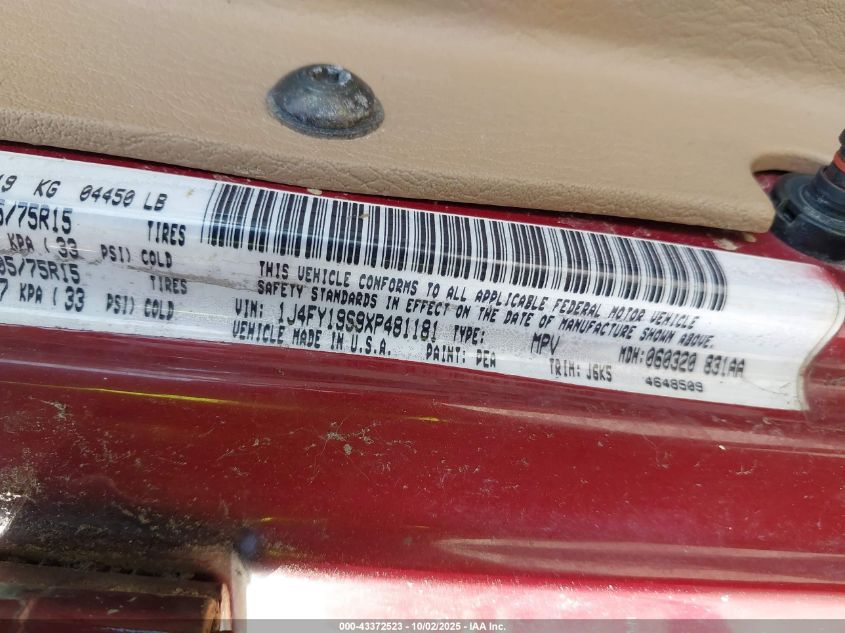 19 KG 04450 LB
5/75R15 TIRES
KPA ( 33 PSI) COLD
05/75R15 TIRES
7 KPA ( 33 PSI) COLD
THIS VEHICLE CONFORMS TO ALL APPLICABLE FEDERAL MOTOR VEHICLE
SAFETY STANDARDS IN EFFECT ON THE DATE OF MANUFACTURE SHOWN ABOVE.
VIN: 1J4FY19S9XP481181 TYPE: MPV MDH:060320 831AA
VEHICLE MADE IN U.S.A. PAINT: PEA TRIM: J6K5 4648509
000-43372523 - 10/02/2025 - IAA Inc.